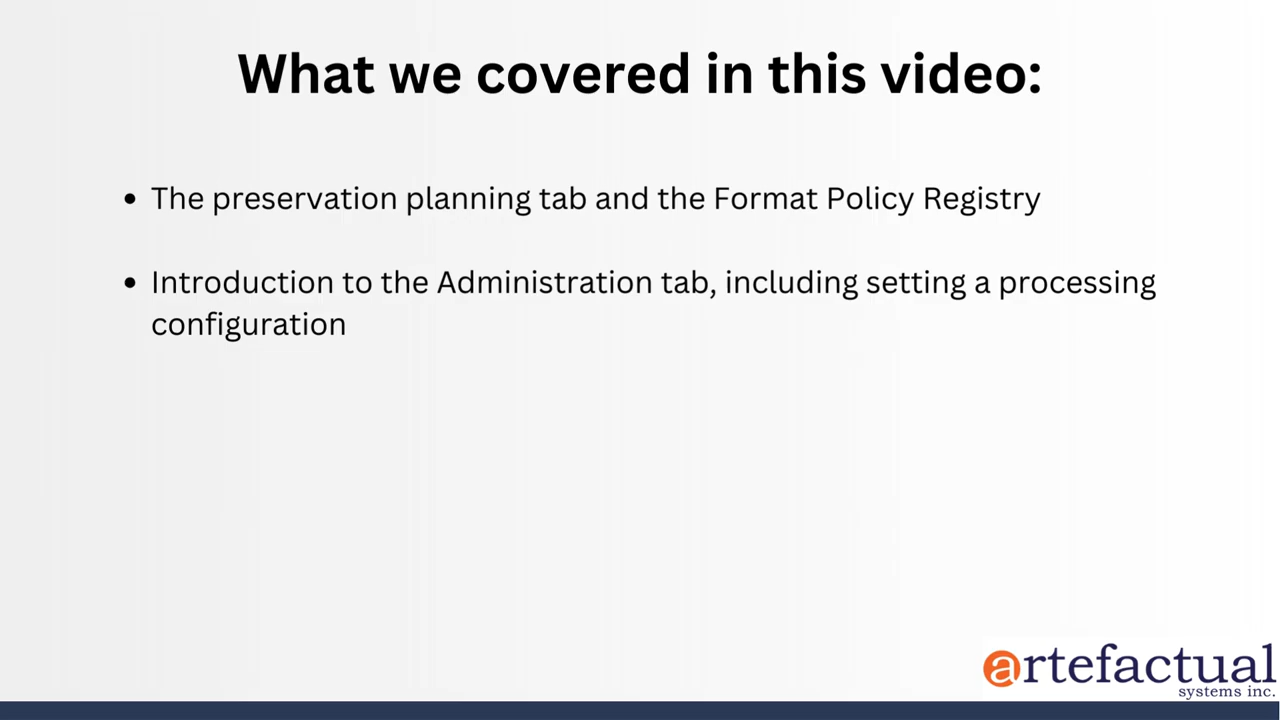 What we covered in this video:
• The preservation planning tab and the Format Policy Registry
• Introduction to the Administration tab, including setting a processing
configuration
artefactual
systems inc.